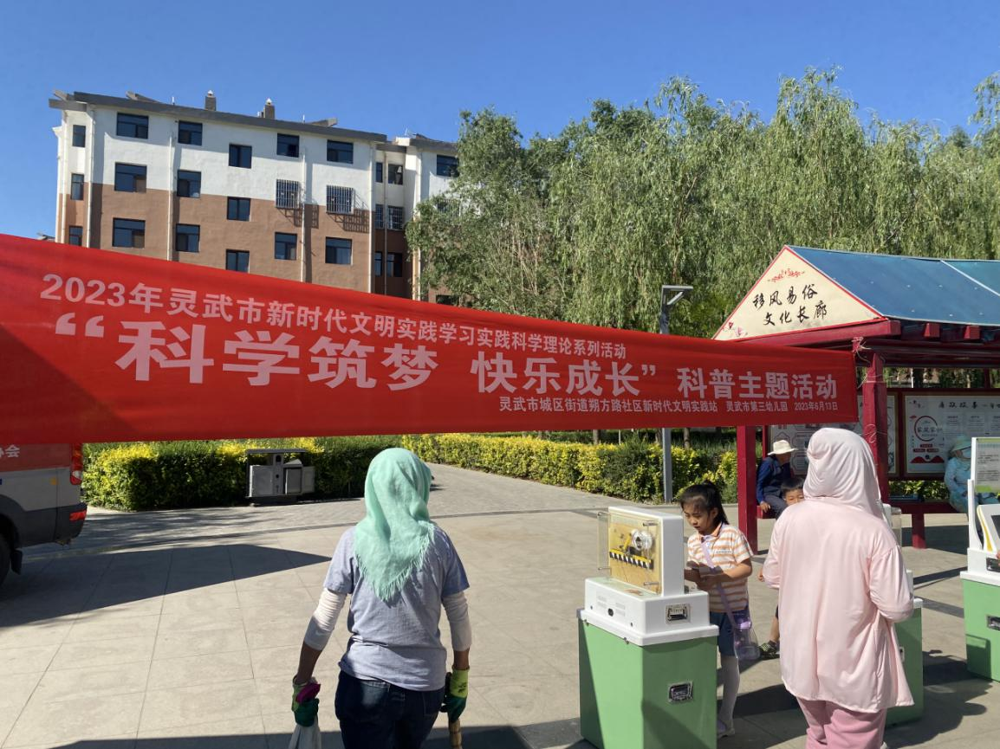 2023年灵武市新时代文明实践学习实践科学理论系列活动
“科学筑梦 快乐成长”科普主题活动
灵武市城区街道朔方路社区新时代文明实践站 灵武市第三幼儿园 2023年6月13日
移风易俗
文化长廊
协会